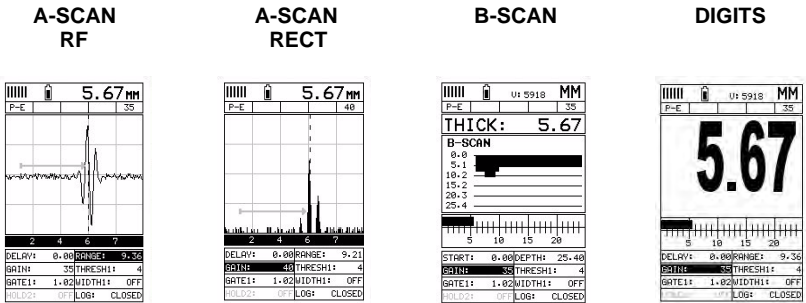 A-SCAN
RF
A-SCAN
RECT
B-SCAN
DIGITS
5.67MM
P-E 35
2 4 6 7
DELAY: 0.00 RANGE: 9.36
GAIN: 35 THRESH1: 4
GATE1: 1.02 WIDTH1: OFF
HOLD2: OFF LOG: CLOSED
5.67MM
P-E 40
2 4 6 7
DELAY: 0.00 RANGE: 9.21
GAIN: 40 THRESH1: 4
GATE1: 1.02 WIDTH1: OFF
HOLD2: OFF LOG: CLOSED
V: 5918 MM
P-E 35
THICK: 5.67
B-SCAN
0.0
5.1
10.2
15.2
20.3
25.4
5 10 15 20
START: 0.00 DEPTH: 25.40
GAIN: 35 THRESH1: 4
GATE1: 1.02 WIDTH1: OFF
HOLD2: OFF LOG: CLOSED
V: 5918 MM
P-E 35
5.67
5 10 15 20
DELAY: 0.00 RANGE: 9.36
GAIN: 35 THRESH1: 4
GATE1: 1.02 WIDTH1: OFF
HOLD2: OFF LOG: CLOSED